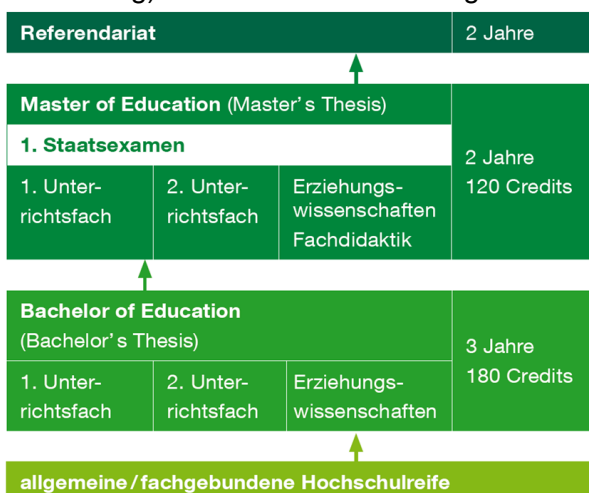 Referendariat
2 Jahre
Master of Education (Master's Thesis)
1. Staatsexamen
2 Jahre
120 Credits
1. Unter-
richtsfach
2. Unter-
richtsfach
Erziehungs-
wissenschaften
Fachdidaktik
Bachelor of Education
(Bachelor's Thesis)
3 Jahre
180 Credits
1. Unter-
richtsfach
2. Unter-
richtsfach
Erziehungs-
wissenschaften
allgemeine/fachgebundene Hochschulreife